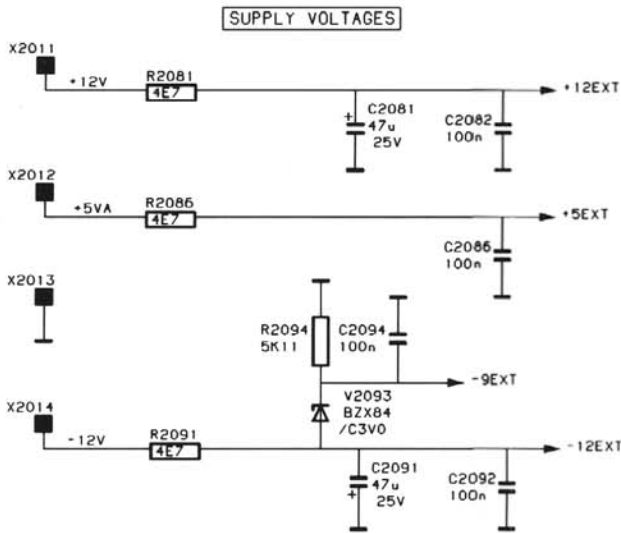 SUPPLY VOLTAGES
X2011
+12V
R2081
4E7
C2081
47u
25V
C2082
100n
+12EXT
X2012
+5VA
R2086
4E7
C2086
100n
+5EXT
X2013
R2094
5K11
C2094
100n
-9EXT
V2093
BZX84
/C3V0
X2014
-12V
R2091
4E7
C2091
47u
25V
C2092
100n
-12EXT